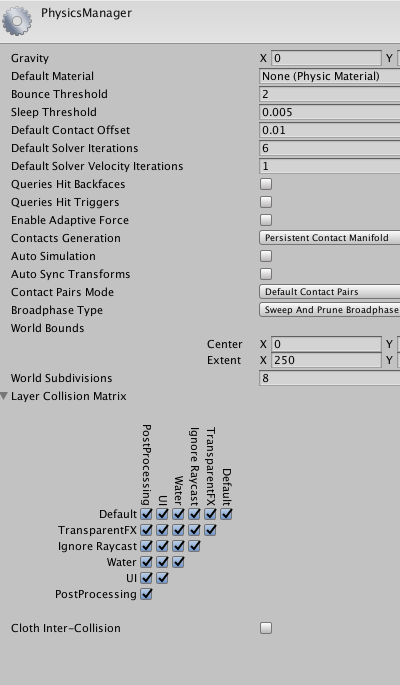 PhysicsManager
Gravity X 0 Y
Default Material None (Physic Material)
Bounce Threshold 2
Sleep Threshold 0.005
Default Contact Offset 0.01
Default Solver Iterations 6
Default Solver Velocity Iterations 1
Queries Hit Backfaces
Queries Hit Triggers
Enable Adaptive Force
Contacts Generation Persistent Contact Manifold
Auto Simulation
Auto Sync Transforms
Contact Pairs Mode Default Contact Pairs
Broadphase Type Sweep And Prune Broadphase
World Bounds
Center X 0 Y
Extent X 250 Y
World Subdivisions 8
Layer Collision Matrix
PostProcessing
UI
Water
Ignore Raycast
TransparentFX
Default
Default
TransparentFX
Ignore Raycast
Water
UI
PostProcessing
Cloth Inter-Collision